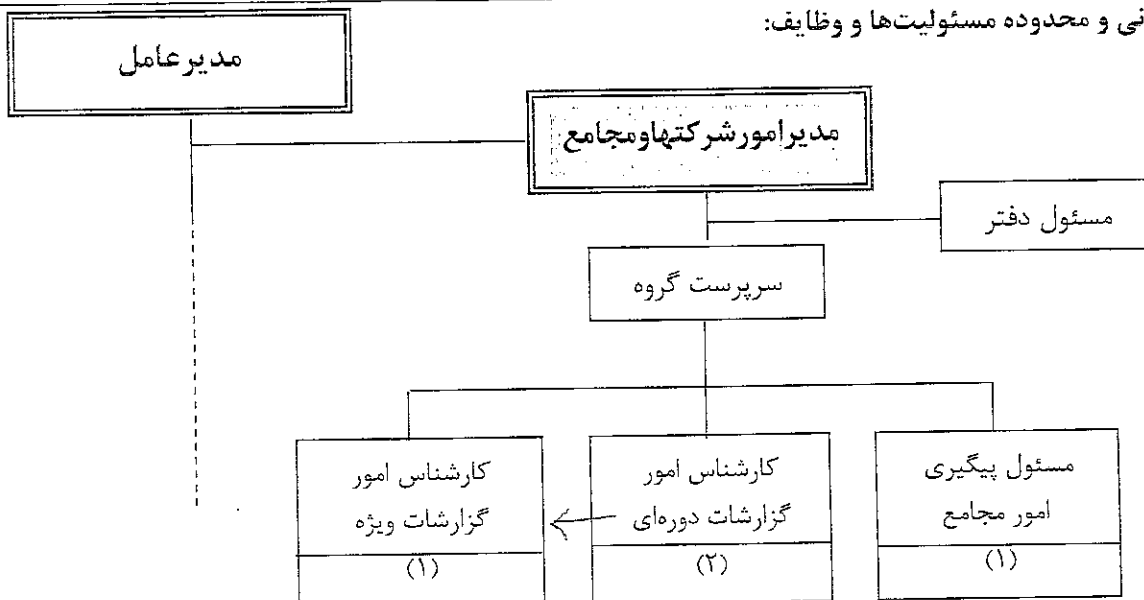 نی و محدوده مسئولیت‌ها و وظایف:
مدیرعامل
مدیرامورشرکتهاومجامع
مسئول دفتر
سرپرست گروه
مسئول پیگیری
امور مجامع
(۱)
کارشناس امور
گزارشات دوره‌ای
(۲)
کارشناس امور
گزارشات ویژه
(۱)